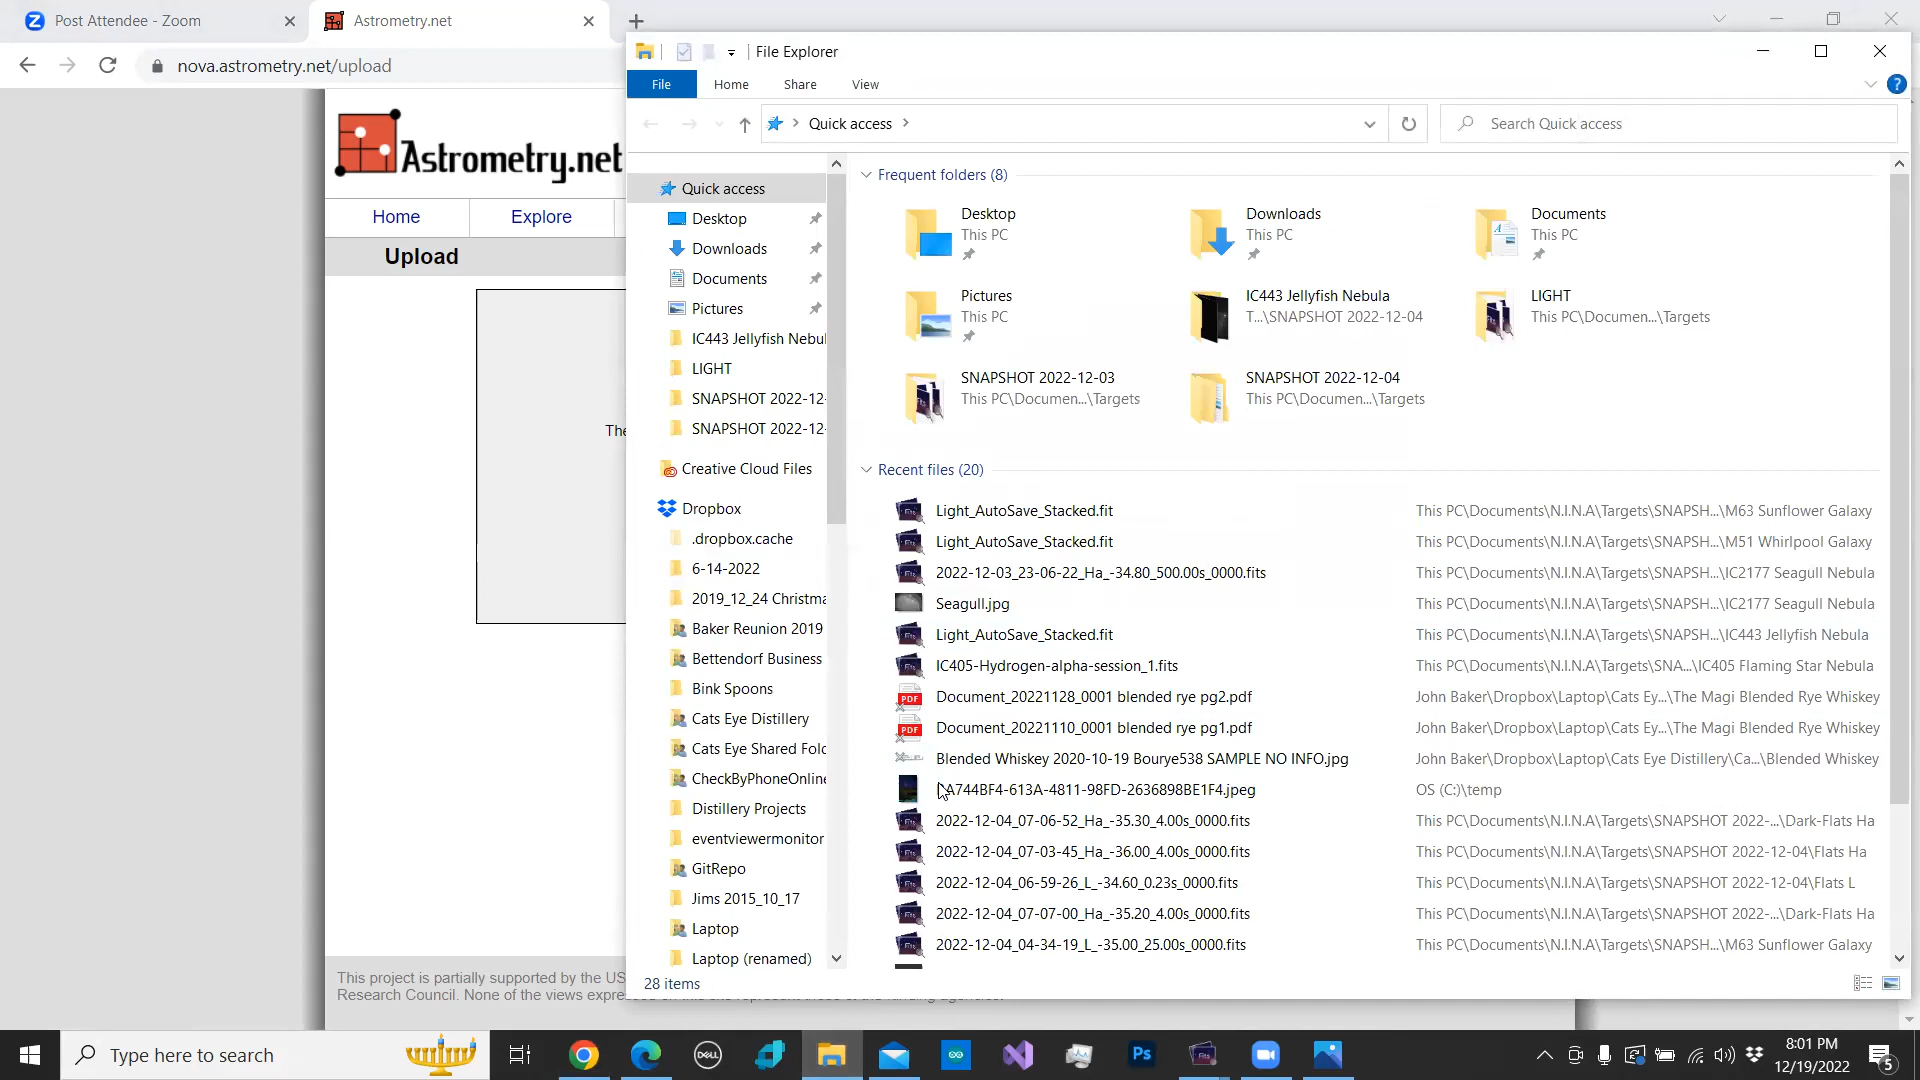 Post Attendee - Zoom
Astrometry.net
nova.astrometry.net/upload
Astrometry.net
Home
Explore
Upload
The
This project is partially supported by the US
Research Council. None of the views expre
File Explorer
File
Home
Share
View
Quick access
Search Quick access
Quick access
Desktop
Downloads
Documents
Pictures
IC443 Jellyfish Nebul
LIGHT
SNAPSHOT 2022-12-
SNAPSHOT 2022-12-
Creative Cloud Files
Dropbox
.dropbox.cache
6-14-2022
2019_12_24 Christma
Baker Reunion 2019
Bettendorf Business
Bink Spoons
Cats Eye Distillery
Cats Eye Shared Fol
CheckByPhoneOnline
Distillery Projects
eventviewermonitor
GitRepo
Jims 2015_10_17
Laptop
Laptop (renamed)
Frequent folders (8)
Desktop
This PC
Downloads
This PC
Documents
This PC
Pictures
This PC
IC443 Jellyfish Nebula
T...\SNAPSHOT 2022-12-04
LIGHT
This PC\Documen...\Targets
SNAPSHOT 2022-12-03
This PC\Documen...\Targets
SNAPSHOT 2022-12-04
This PC\Documen...\Targets
Recent files (20)
Light_AutoSave_Stacked.fit This PC\Documents\N.I.N.A\Targets\SNAPSH...\M63 Sunflower Galaxy
Light_AutoSave_Stacked.fit This PC\Documents\N.I.N.A\Targets\SNAPSH...\M51 Whirlpool Galaxy
2022-12-03_23-06-22_Ha_-34.80_500.00s_0000.fits This PC\Documents\N.I.N.A\Targets\SNAPSH...\IC2177 Seagull Nebula
Seagull.jpg This PC\Documents\N.I.N.A\Targets\SNAPSH...\IC2177 Seagull Nebula
Light_AutoSave_Stacked.fit This PC\Documents\N.I.N.A\Targets\SNAPSH...\IC443 Jellyfish Nebula
IC405-Hydrogen-alpha-session_1.fits This PC\Documents\N.I.N.A\Targets\SNA...\IC405 Flaming Star Nebula
Document_20221128_0001 blended rye pg2.pdf John Baker\Dropbox\Laptop\Cats Ey...\The Magi Blended Rye Whiskey
Document_20221110_0001 blended rye pg1.pdf John Baker\Dropbox\Laptop\Cats Ey...\The Magi Blended Rye Whiskey
Blended Whiskey 2020-10-19 Bourye538 SAMPLE NO INFO.jpg John Baker\Dropbox\Laptop\Cats Eye Distillery\Ca...\Blended Whiskey
A744BF4-613A-4811-98FD-2636898BE1F4.jpeg OS (C:)\temp
2022-12-04_07-06-52_Ha_-35.30_4.00s_0000.fits This PC\Documents\N.I.N.A\Targets\SNAPSHOT 2022-...\Dark-Flats Ha
2022-12-04_07-03-45_Ha_-36.00_4.00s_0000.fits This PC\Documents\N.I.N.A\Targets\SNAPSHOT 2022-12-04\Flats Ha
2022-12-04_06-59-26_L_-34.60_0.23s_0000.fits This PC\Documents\N.I.N.A\Targets\SNAPSHOT 2022-12-04\Flats L
2022-12-04_07-07-00_Ha_-35.20_4.00s_0000.fits This PC\Documents\N.I.N.A\Targets\SNAPSHOT 2022-...\Dark-Flats Ha
2022-12-04_04-34-19_L_-35.00_25.00s_0000.fits This PC\Documents\N.I.N.A\Targets\SNAPSH...\M63 Sunflower Galaxy
28 items
Type here to search
DELL
Ps
8:01 PM
12/19/2022
5